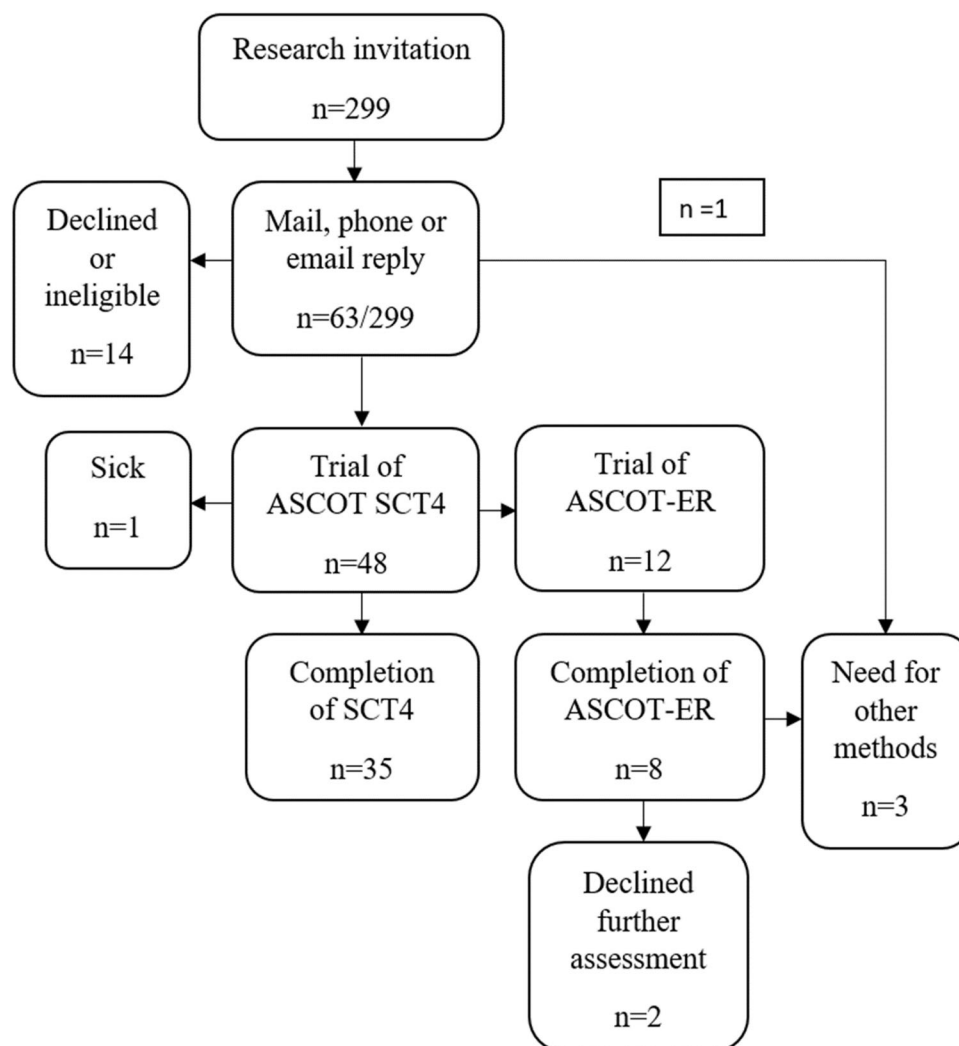 Research invitation
n=299
Declined
or
ineligible
n=14
Mail, phone or
email reply
n=63/299
n =1
Sick
n=1
Trial of
ASCOT SCT4
n=48
Trial of
ASCOT-ER
n=12
Completion
of SCT4
n=35
Completion of
ASCOT-ER
n=8
Need for
other
methods
n=3
Declined
further
assessment
n=2